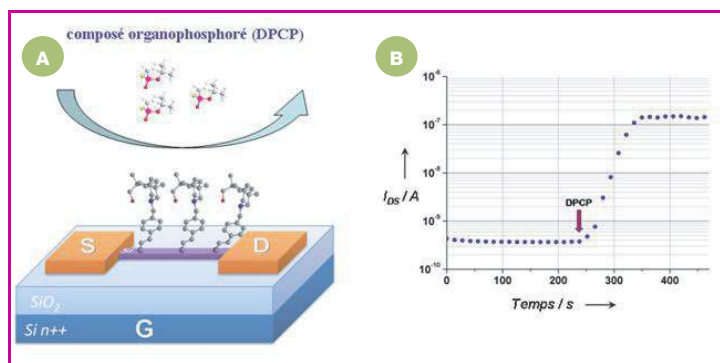 composé organophosphoré (DPCP)
A
S
D
SiO₂
Si n++
G
B
10⁻⁶
10⁻⁷
10⁻⁸
10⁻⁹
10⁻¹⁰
I_DS / A
DPCP
0 100 200 300 400
Temps / s